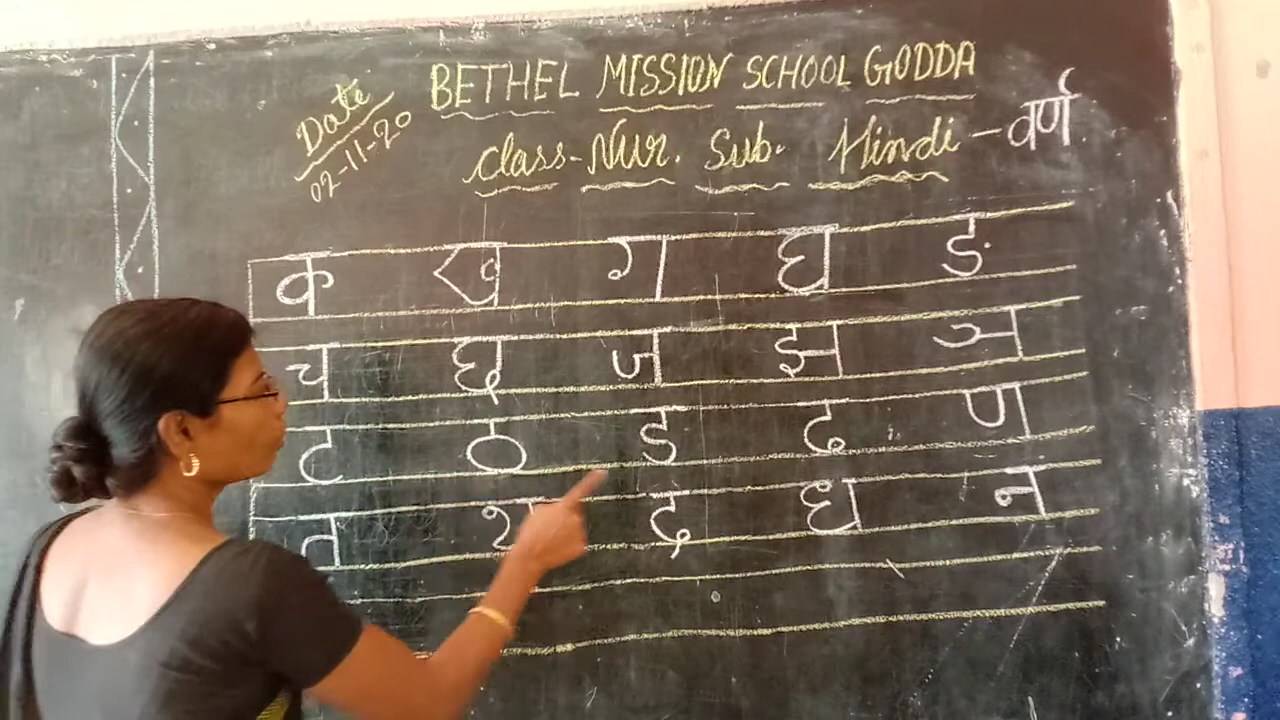 BETHEL MISSION SCHOOL GODDA
Date
02-11-20
Class-Nur. Sub. Hindi - वर्ण
क ख ग घ ङ
च छ ज झ ञ
ट ठ ड ढ ण
त थ द ध न